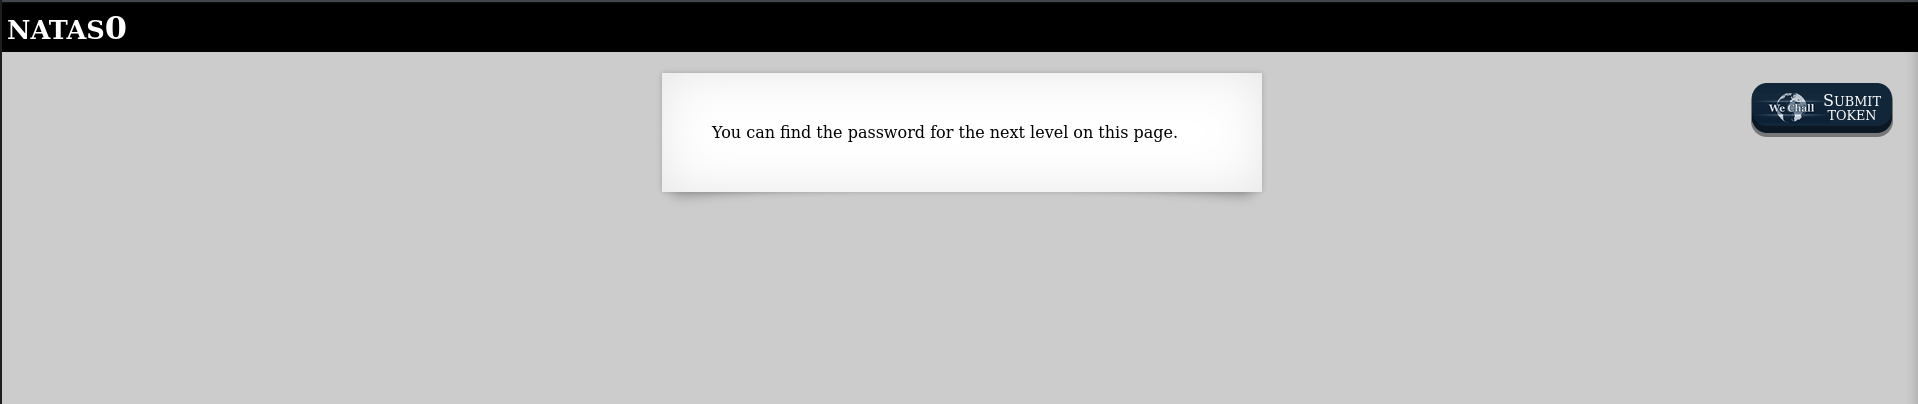 NATAS0
You can find the password for the next level on this page.
We Chall
SUBMIT
TOKEN